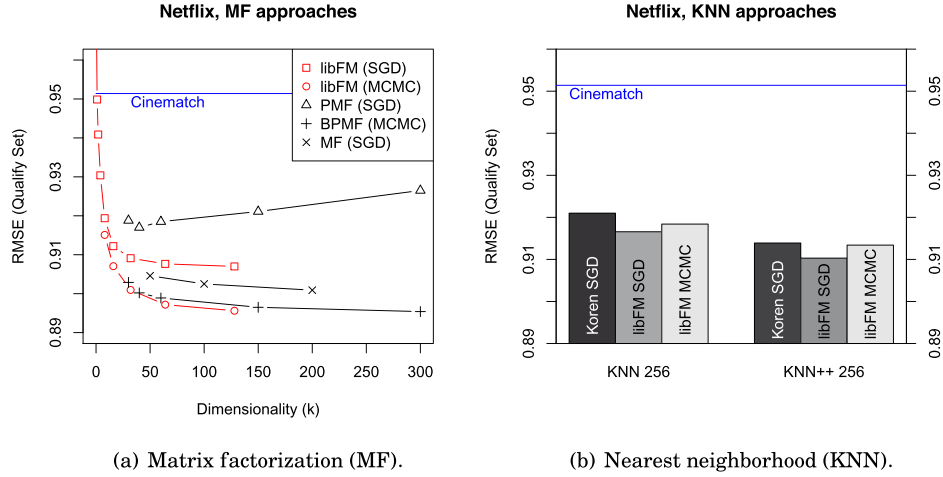 Netflix, MF approaches
RMSE (Qualify Set)
0.95
0.93
0.91
0.89
Cinematch
libFM (SGD)
libFM (MCMC)
PMF (SGD)
BPMF (MCMC)
MF (SGD)
0 50 100 150 200 250 300
Dimensionality (k)
(a) Matrix factorization (MF).
Netflix, KNN approaches
RMSE (Qualify Set)
0.95
0.93
0.91
0.89
Cinematch
Koren SGD
libFM SGD
libFM MCMC
Koren SGD
libFM SGD
libFM MCMC
0.95
0.93
0.91
0.89
KNN 256 KNN++ 256
(b) Nearest neighborhood (KNN).